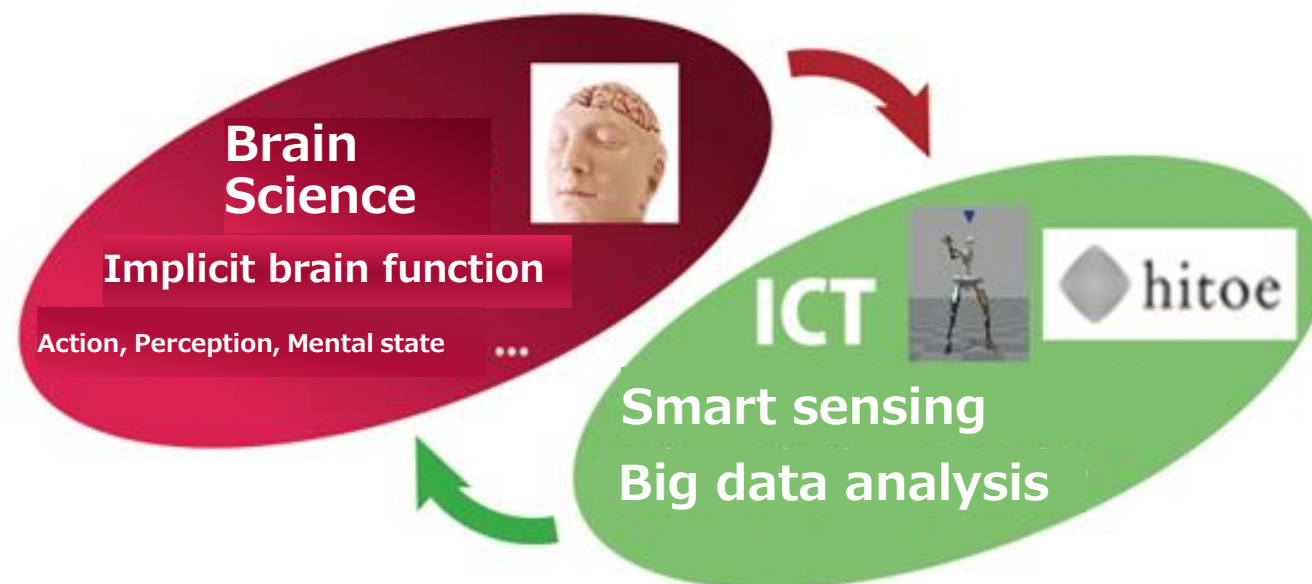 Brain
Science
Implicit brain function
Action, Perception, Mental state ...
ICT
hitoe
Smart sensing
Big data analysis